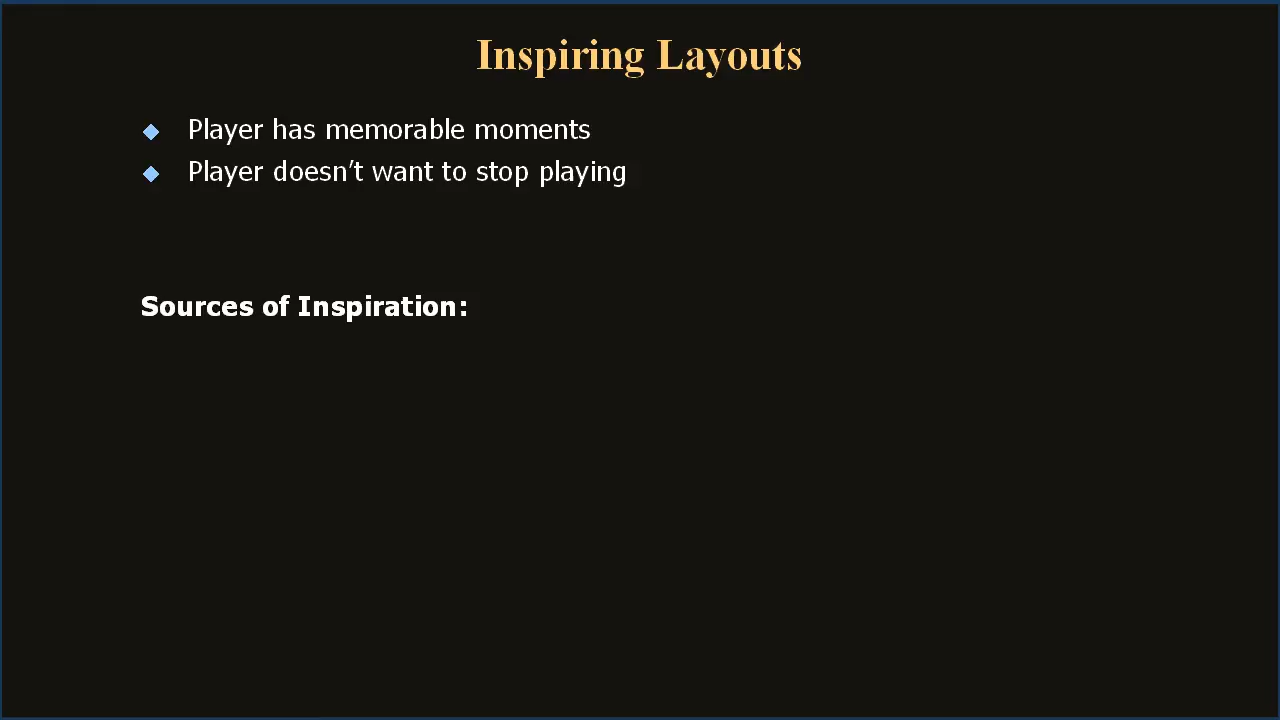 Inspiring Layouts
Player has memorable moments
Player doesn’t want to stop playing
Sources of Inspiration: